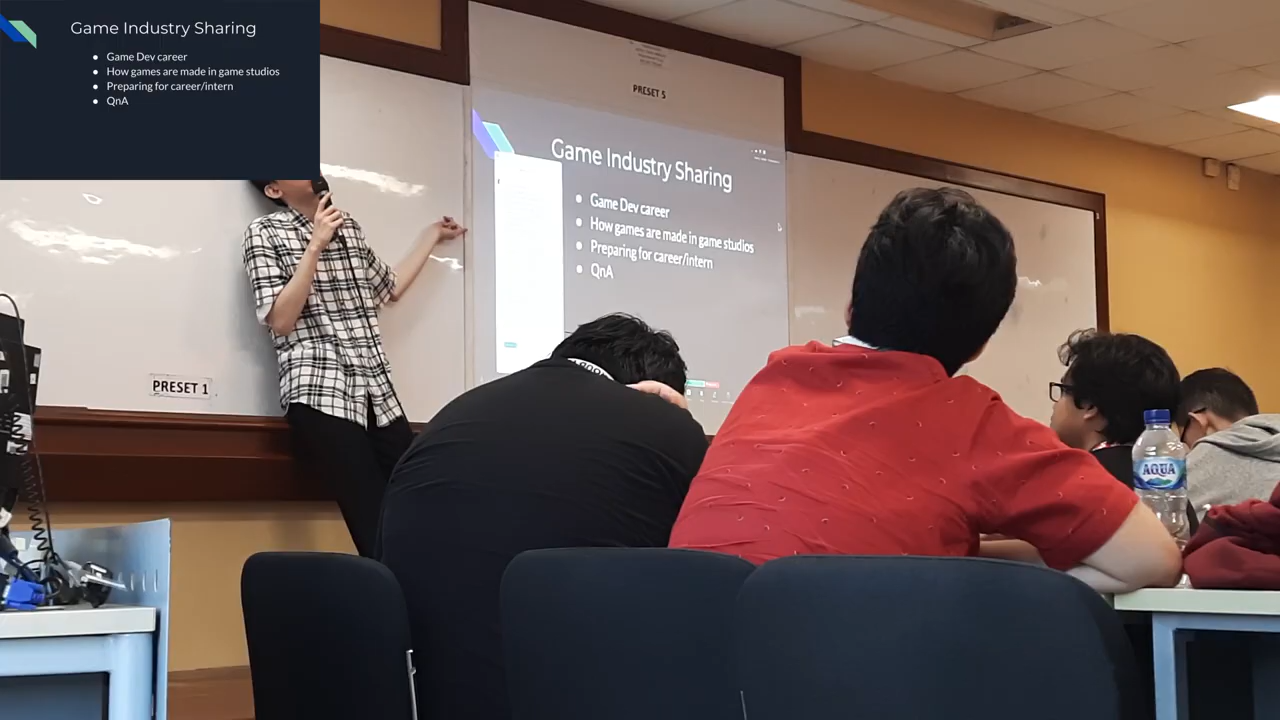 Game Industry Sharing
● Game Dev career
● How games are made in game studios
● Preparing for career/intern
● QnA
PRESET 5
Game Industry Sharing
● Game Dev career
● How games are made in game studios
● Preparing for career/intern
● QnA
PRESET 1
AQUA